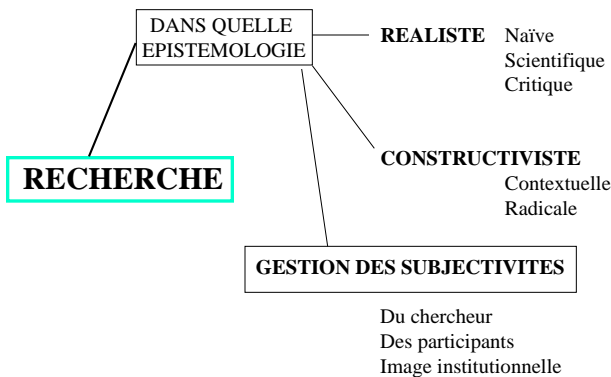 DANS QUELLE
EPISTEMOLOGIE
REALISTE Naïve
Scientifique
Critique
RECHERCHE
CONSTRUCTIVISTE
Contextuelle
Radicale
GESTION DES SUBJECTIVITES
Du chercheur
Des participants
Image institutionnelle